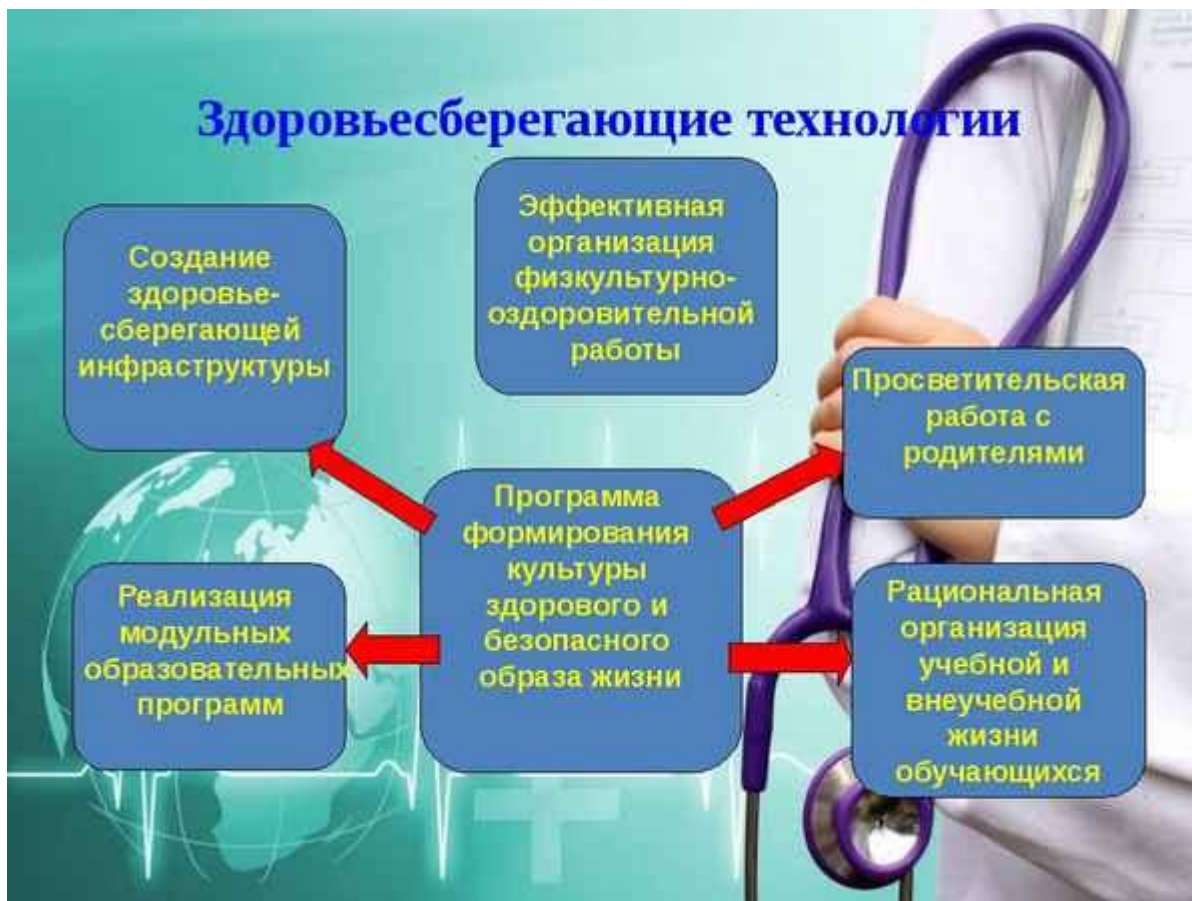 Здоровьесберегающие технологии
Эффективная
организация
физкультурно-
оздоровительной
работы
Создание
здоровье-
сберегающей
инфраструктуры
Просветительская
работа с
родителями
Программа
формирования
культуры
здорового и
безопасного
образа жизни
Реализация
модульных
образовательных
программ
Рациональная
организация
учебной и
внеучебной
жизни
обучающихся